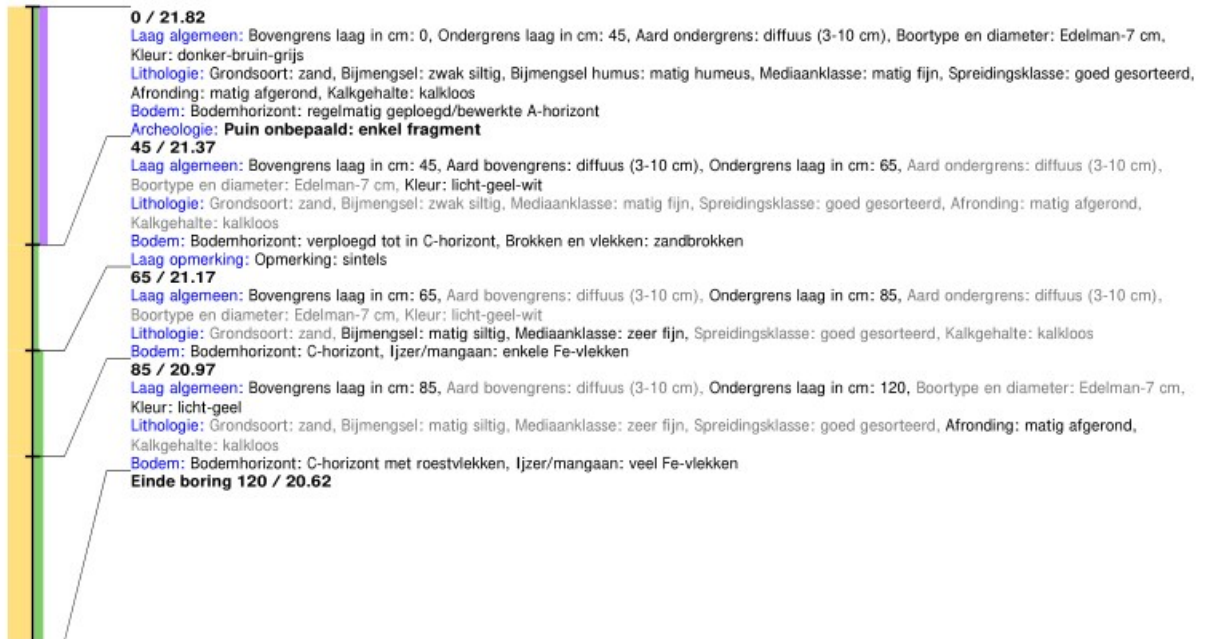 0 / 21.82
Laag algemeen: Bovengrens laag in cm: 0, Ondergrens laag in cm: 45, Aard ondergrens: diffuus (3-10 cm), Boortype en diameter: Edelman-7 cm,
Kleur: donker-bruin-grijs
Lithologie: Grondsoort: zand, Bijmengsel: zwak siltig, Bijmengsel humus: matig humeus, Mediaanklasse: matig fijn, Spreidingsklasse: goed gesorteerd,
Afronding: matig afgerond, Kalkgehalte: kalkloos
Bodem: Bodemhorizont: regelmatig geploegd/bewerkte A-horizont
Archeologie: Puin onbepaald: enkel fragment
45 / 21.37
Laag algemeen: Bovengrens laag in cm: 45, Aard bovengrens: diffuus (3-10 cm), Ondergrens laag in cm: 65, Aard ondergrens: diffuus (3-10 cm),
Boortype en diameter: Edelman-7 cm, Kleur: licht-geel-wit
Lithologie: Grondsoort: zand, Bijmengsel: zwak siltig, Mediaanklasse: matig fijn, Spreidingsklasse: goed gesorteerd, Afronding: matig afgerond,
Kalkgehalte: kalkloos
Bodem: Bodemhorizont: verploegd tot in C-horizont, Brokken en vlekken: zandbrokken
Laag opmerking: Opmerking: sintels
65 / 21.17
Laag algemeen: Bovengrens laag in cm: 65, Aard bovengrens: diffuus (3-10 cm), Ondergrens laag in cm: 85, Aard ondergrens: diffuus (3-10 cm),
Boortype en diameter: Edelman-7 cm, Kleur: licht-geel-wit
Lithologie: Grondsoort: zand, Bijmengsel: matig siltig, Mediaanklasse: zeer fijn, Spreidingsklasse: goed gesorteerd, Kalkgehalte: kalkloos
Bodem: Bodemhorizont: C-horizont, Ijzer/mangaan: enkele Fe-vlekken
85 / 20.97
Laag algemeen: Bovengrens laag in cm: 85, Aard bovengrens: diffuus (3-10 cm), Ondergrens laag in cm: 120, Boortype en diameter: Edelman-7 cm,
Kleur: licht-geel
Lithologie: Grondsoort: zand, Bijmengsel: matig siltig, Mediaanklasse: zeer fijn, Spreidingsklasse: goed gesorteerd, Afronding: matig afgerond,
Kalkgehalte: kalkloos
Bodem: Bodemhorizont: C-horizont met roestvlekken, Ijzer/mangaan: veel Fe-vlekken
Einde boring 120 / 20.62